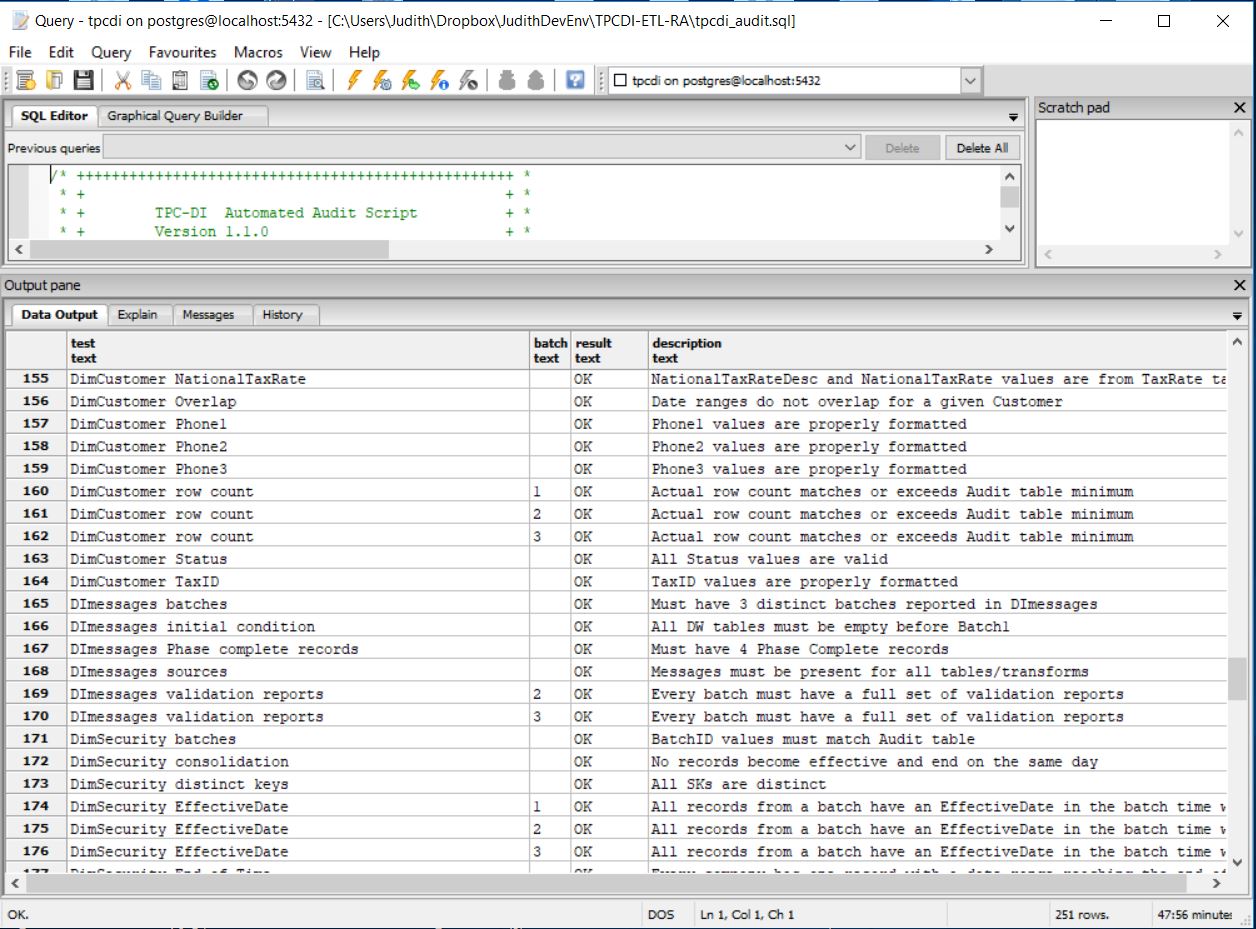 Query - tpcdi on postgres@localhost:5432 - [C:\Users\Judith\Dropbox\JudithDevEnv\TPCDI-ETL-RA\tpcdi_audit.sql]
File Edit Query Favourites Macros View Help
tpcdi on postgres@localhost:5432
SQL Editor Graphical Query Builder
Scratch pad
Previous queries Delete Delete All
/* ++++++++++++++++++++++++++++++++++++++++++++++++++ *
* + + *
* + TPC-DI Automated Audit Script + *
* + Version 1.1.0 + *
Output pane
Data Output Explain Messages History
test batch result description
text text text text
155 DimCustomer NationalTaxRate OK NationalTaxRateDesc and NationalTaxRate values are from TaxRate ta
156 DimCustomer Overlap OK Date ranges do not overlap for a given Customer
157 DimCustomer Phone1 OK Phone1 values are properly formatted
158 DimCustomer Phone2 OK Phone2 values are properly formatted
159 DimCustomer Phone3 OK Phone3 values are properly formatted
160 DimCustomer row count 1 OK Actual row count matches or exceeds Audit table minimum
161 DimCustomer row count 2 OK Actual row count matches or exceeds Audit table minimum
162 DimCustomer row count 3 OK Actual row count matches or exceeds Audit table minimum
163 DimCustomer Status OK All Status values are valid
164 DimCustomer TaxID OK TaxID values are properly formatted
165 DImessages batches OK Must have 3 distinct batches reported in DImessages
166 DImessages initial condition OK All DW tables must be empty before Batch1
167 DImessages Phase complete records OK Must have 4 Phase Complete records
168 DImessages sources OK Messages must be present for all tables/transforms
169 DImessages validation reports 2 OK Every batch must have a full set of validation reports
170 DImessages validation reports 3 OK Every batch must have a full set of validation reports
171 DimSecurity batches OK BatchID values must match Audit table
172 DimSecurity consolidation OK No records become effective and end on the same day
173 DimSecurity distinct keys OK All SKs are distinct
174 DimSecurity EffectiveDate 1 OK All records from a batch have an EffectiveDate in the batch time w
175 DimSecurity EffectiveDate 2 OK All records from a batch have an EffectiveDate in the batch time w
176 DimSecurity EffectiveDate 3 OK All records from a batch have an EffectiveDate in the batch time w
177 DimSecurity End of Time OK
OK. DOS Ln 1, Col 1, Ch 1 251 rows. 47:56 minutes